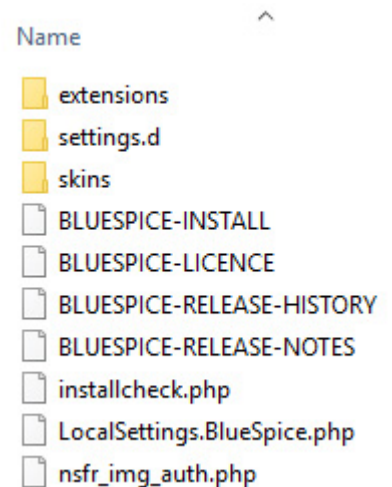 Name
extensions
settings.d
skins
BLUESPICE-INSTALL
BLUESPICE-LICENCE
BLUESPICE-RELEASE-HISTORY
BLUESPICE-RELEASE-NOTES
installcheck.php
LocalSettings.BlueSpice.php
nsfr_img_auth.php